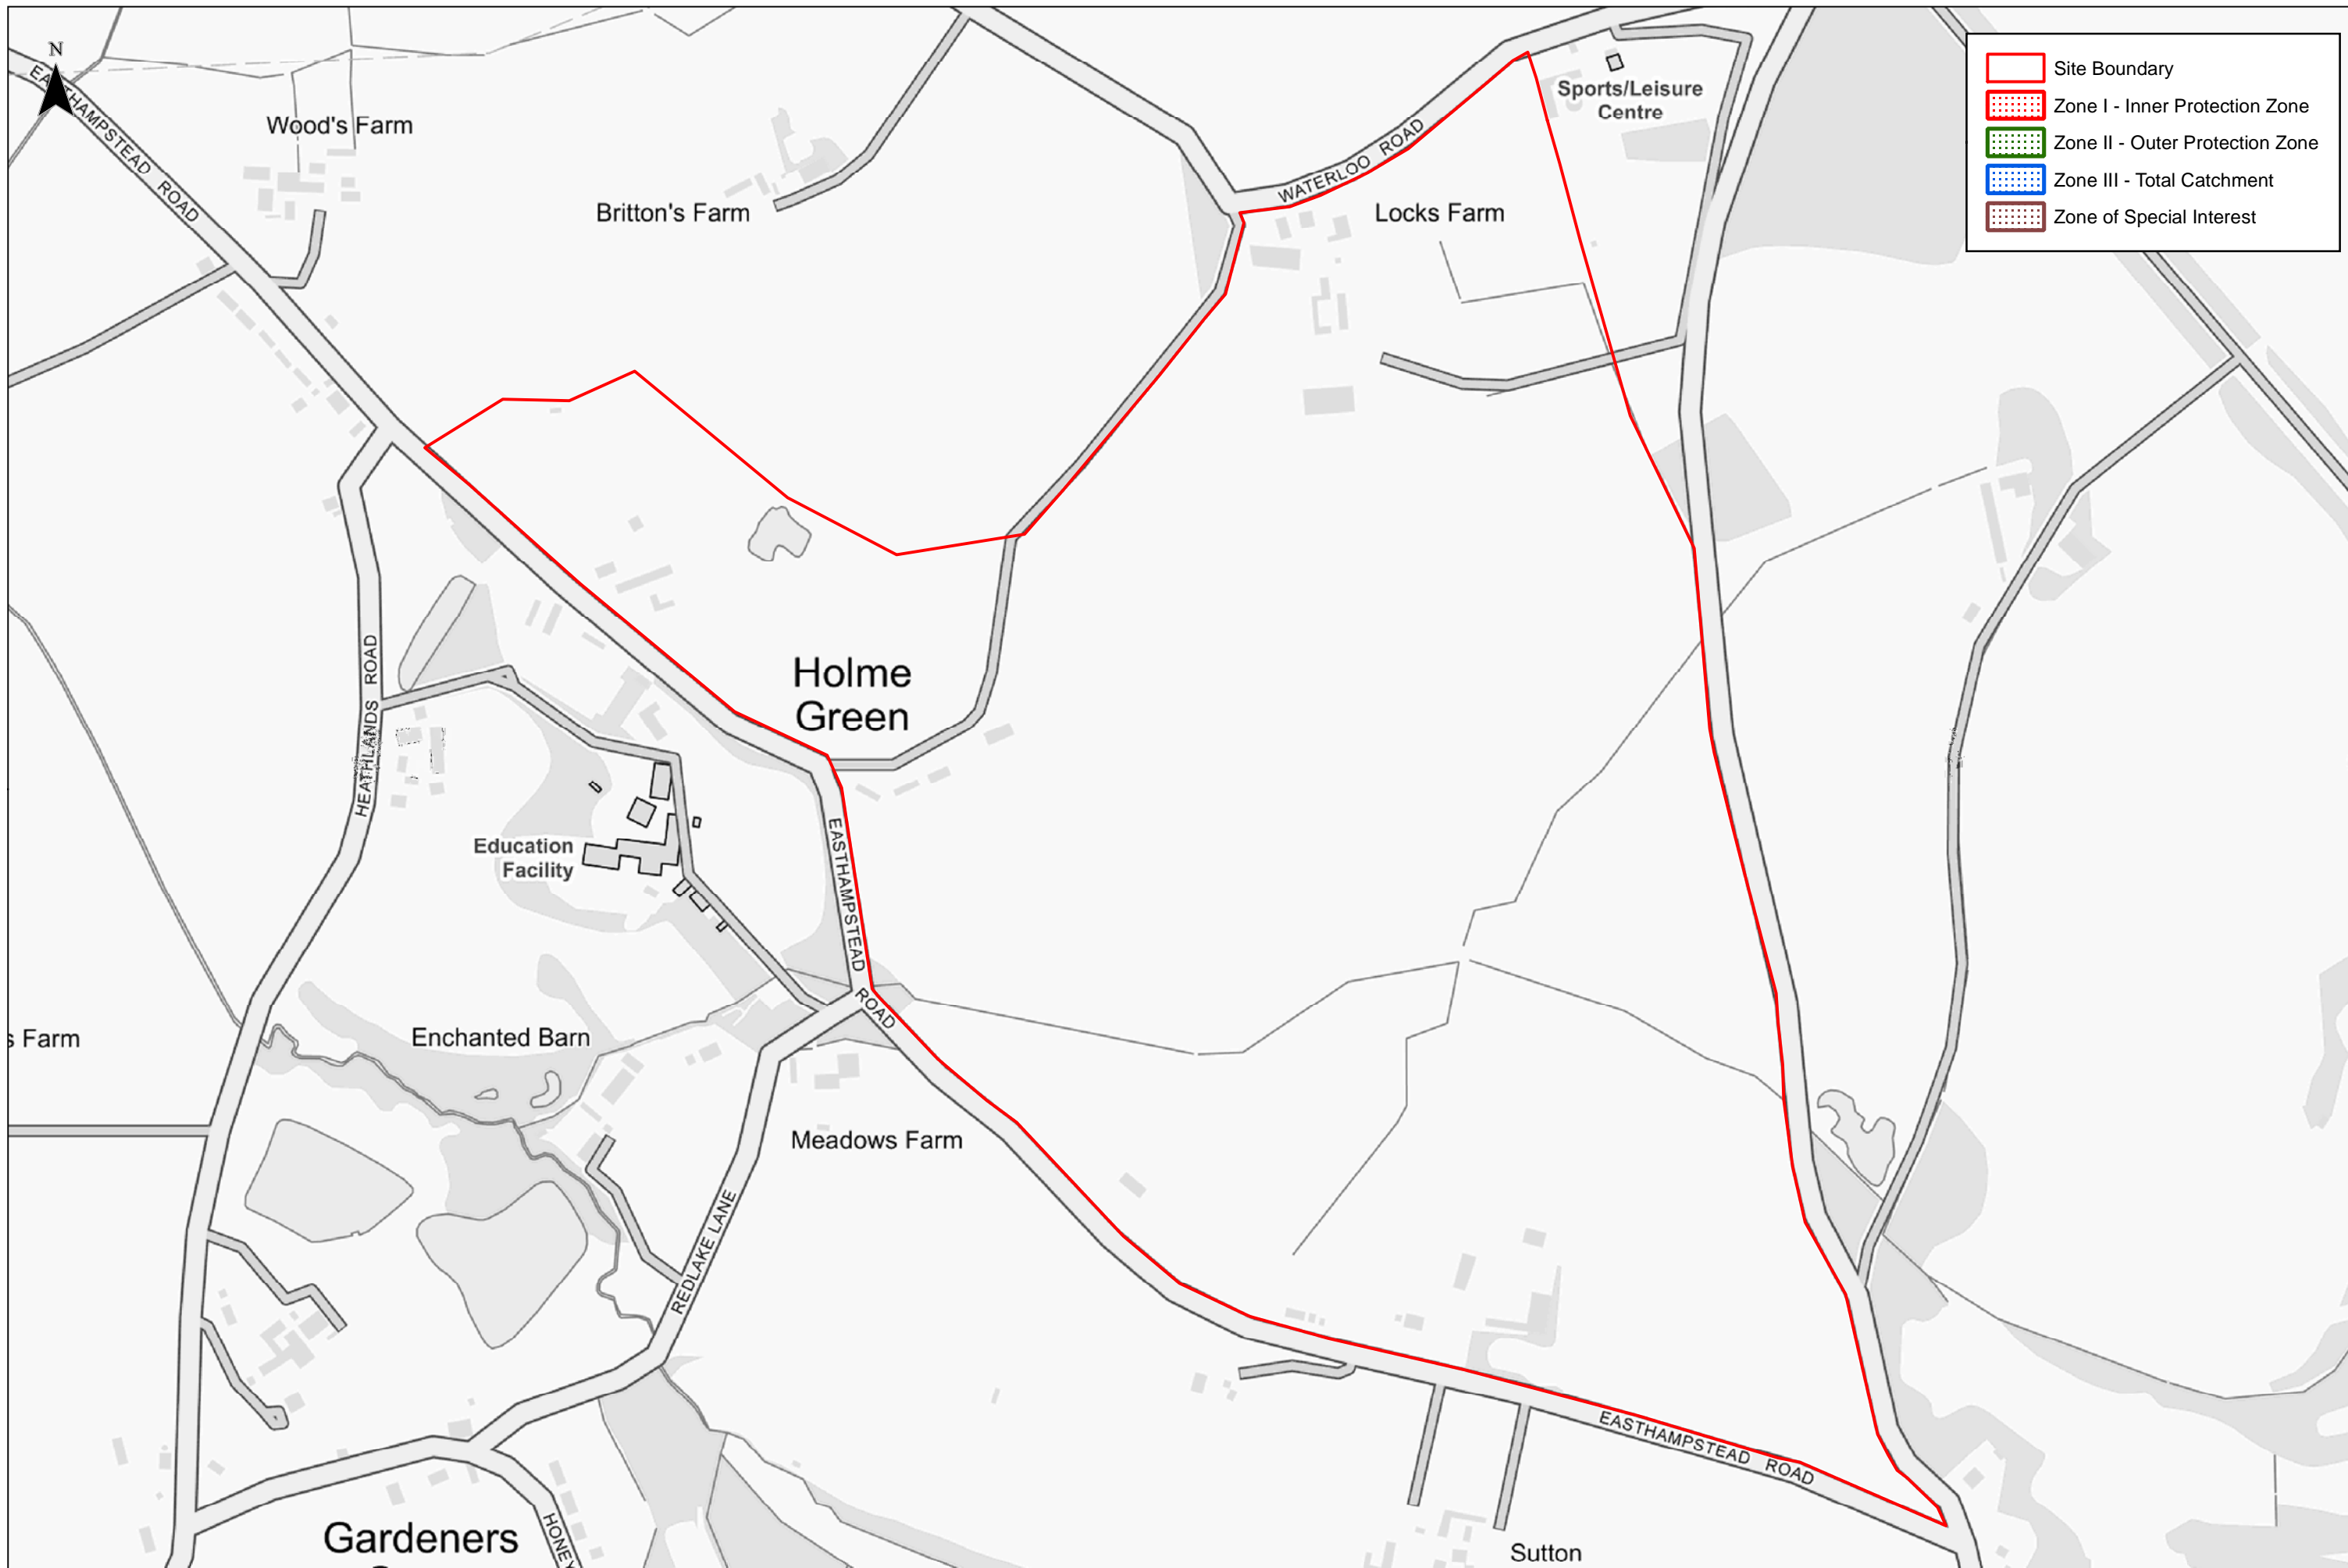 N
EASTHAMPSTEAD ROAD
Wood's Farm
Britton's Farm
WATERLOO ROAD
Locks Farm
Sports/Leisure
Centre
Site Boundary
Zone I - Inner Protection Zone
Zone II - Outer Protection Zone
Zone III - Total Catchment
Zone of Special Interest
HEATHLANDS ROAD
Holme
Green
Education
Facility
EASTHAMPSTEAD ROAD
s Farm
Enchanted Barn
Meadows Farm
REDLAKE LANE
EASTHAMPSTEAD ROAD
Gardeners
HONEY
Sutton